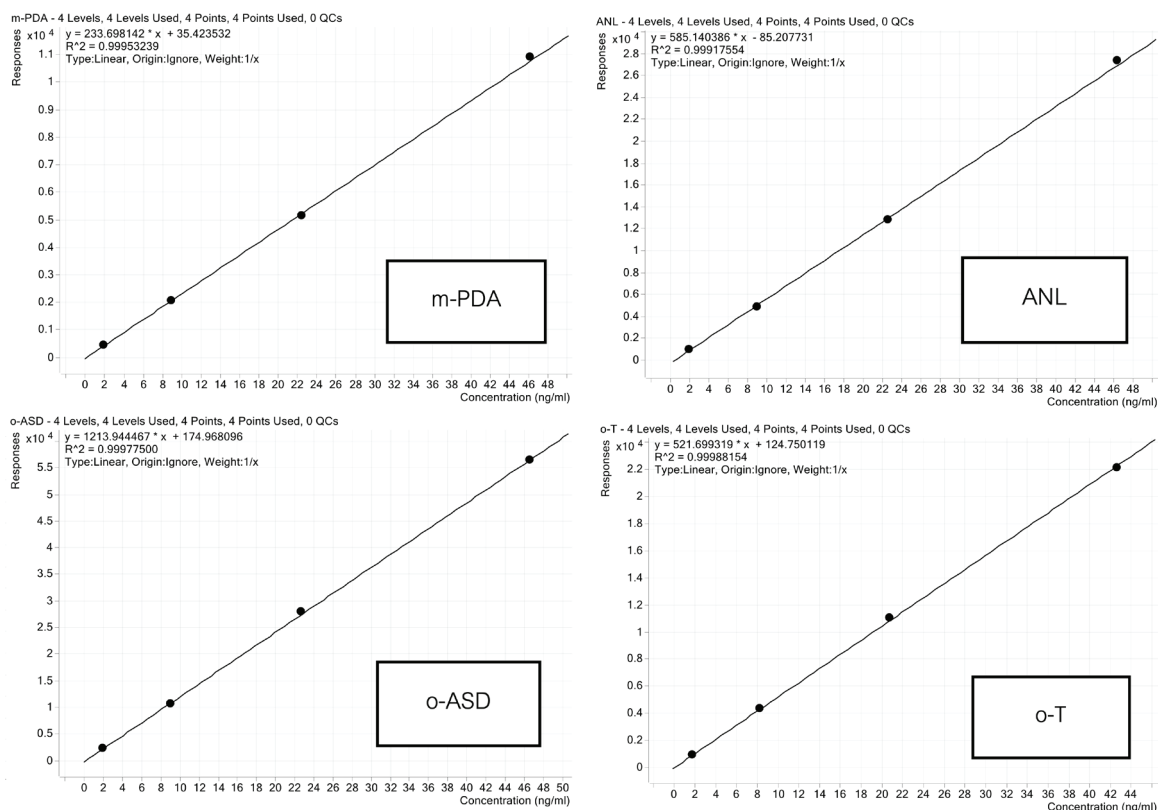 m-PDA - 4 Levels, 4 Levels Used, 4 Points, 4 Points Used, 0 QCs
Responses
x10 4
y = 233.698142 * x + 35.423532
R^2 = 0.99953239
Type:Linear, Origin:Ignore, Weight:1/x
1.1
1
0.9
0.8
0.7
0.6
0.5
0.4
0.3
0.2
0.1
0
m-PDA
0 2 4 6 8 10 12 14 16 18 20 22 24 26 28 30 32 34 36 38 40 42 44 46 48
Concentration (ng/ml)
ANL - 4 Levels, 4 Levels Used, 4 Points, 4 Points Used, 0 QCs
Responses
x10 4
y = 585.140386 * x - 85.207731
R^2 = 0.99917554
Type:Linear, Origin:Ignore, Weight:1/x
2.8
2.6
2.4
2.2
2
1.8
1.6
1.4
1.2
1
0.8
0.6
0.4
0.2
0
ANL
0 2 4 6 8 10 12 14 16 18 20 22 24 26 28 30 32 34 36 38 40 42 44 46 48
Concentration (ng/ml)
o-ASD - 4 Levels, 4 Levels Used, 4 Points, 4 Points Used, 0 QCs
Responses
x10 4
y = 1213.944467 * x + 174.968096
R^2 = 0.99977500
Type:Linear, Origin:Ignore, Weight:1/x
5.5
5
4.5
4
3.5
3
2.5
2
1.5
1
0.5
0
o-ASD
0 2 4 6 8 10 12 14 16 18 20 22 24 26 28 30 32 34 36 38 40 42 44 46 48 50
Concentration (ng/ml)
o-T - 4 Levels, 4 Levels Used, 4 Points, 4 Points Used, 0 QCs
Responses
x10 4
y = 521.699319 * x + 124.750119
R^2 = 0.99988154
Type:Linear, Origin:Ignore, Weight:1/x
2.2
2
1.8
1.6
1.4
1.2
1
0.8
0.6
0.4
0.2
0
o-T
0 2 4 6 8 10 12 14 16 18 20 22 24 26 28 30 32 34 36 38 40 42 44
Concentration (ng/ml)